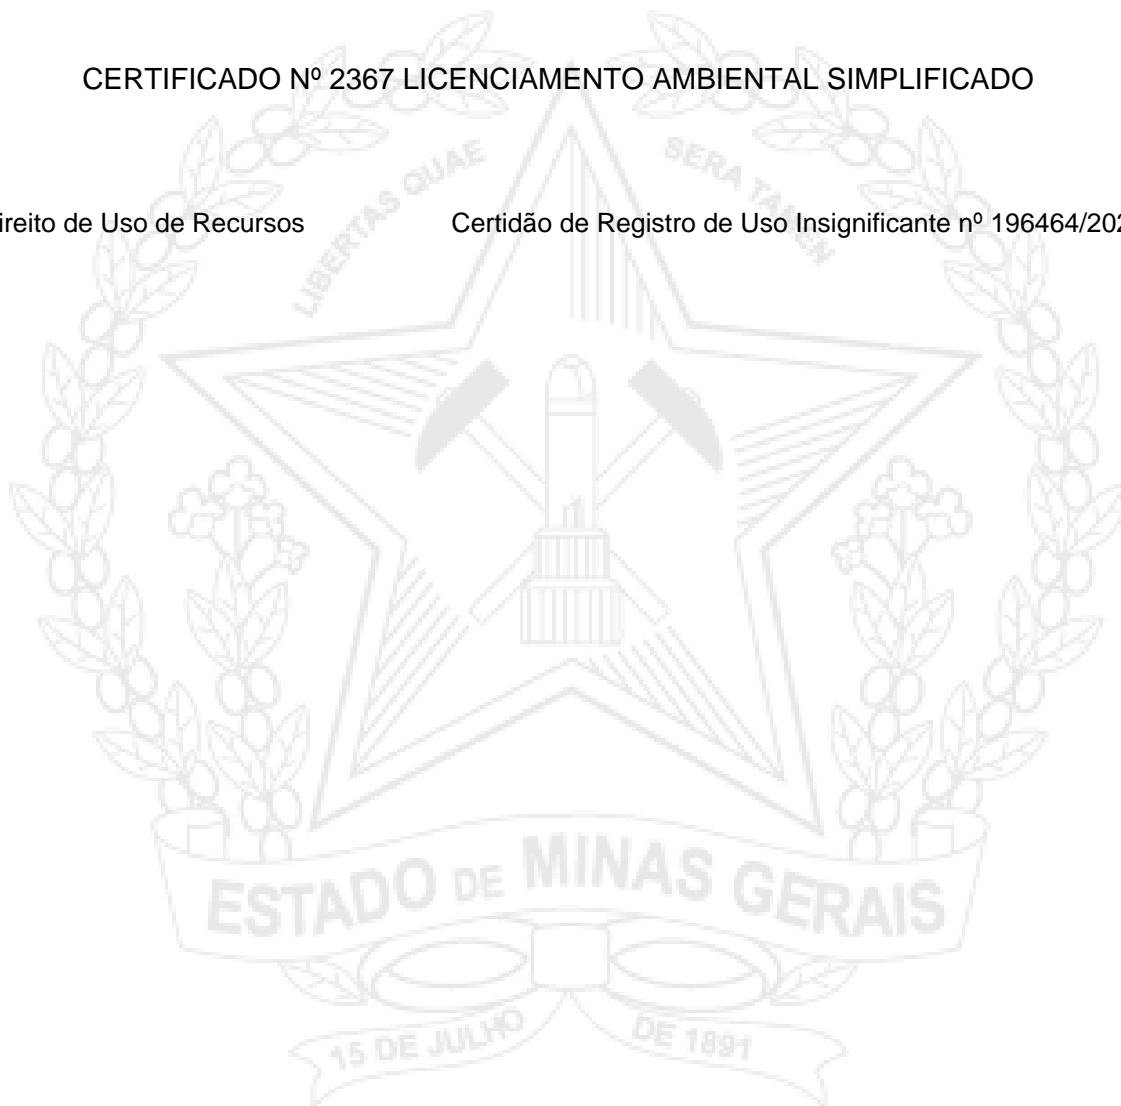 CERTIFICADO Nº 2367 LICENCIAMENTO AMBIENTAL SIMPLIFICADO
LIBERTAS QUAE SERA TAMEN
ireito de Uso de Recursos Certidão de Registro de Uso Insignificante nº 196464/202
ESTADO DE MINAS GERAIS
15 DE JULHO DE 1891